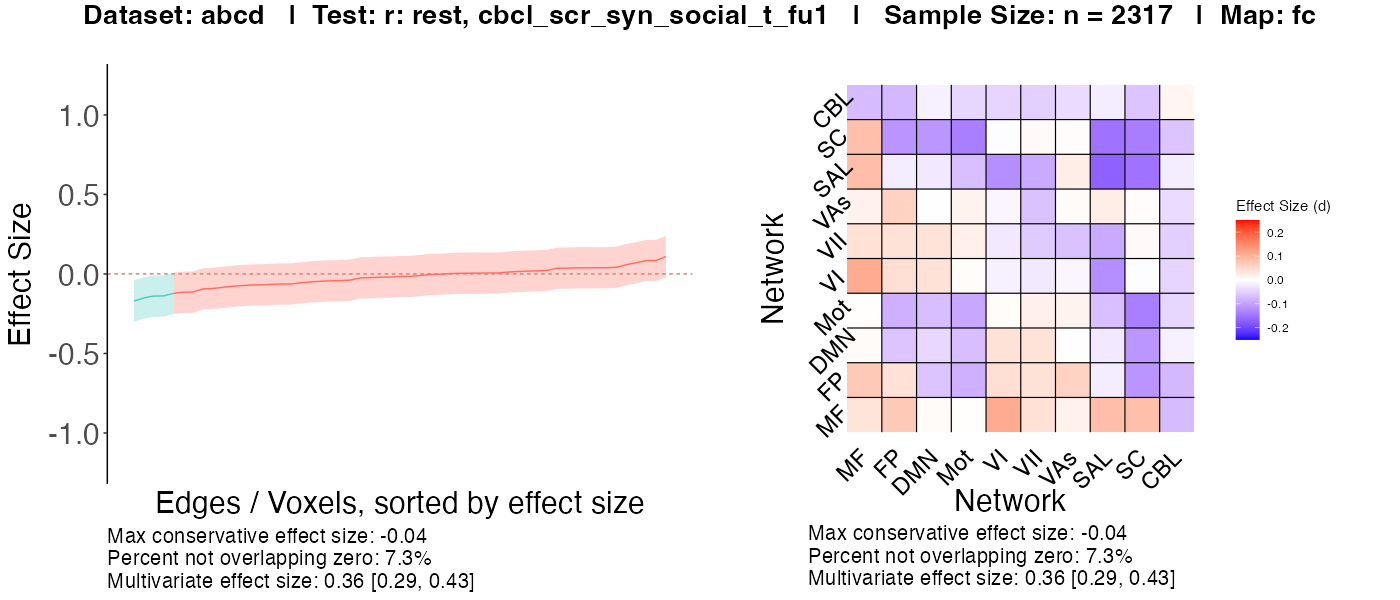 Dataset: abcd | Test: r: rest, cbcl_scr_syn_social_t_fu1 | Sample Size: n = 2317 | Map: fc
Effect Size
1.0
0.5
0.0
-0.5
-1.0
Edges / Voxels, sorted by effect size
Max conservative effect size: -0.04
Percent not overlapping zero: 7.3%
Multivariate effect size: 0.36 [0.29, 0.43]
Network
CBL
SC
SAL
VAs
VII
VI
Mot
DMN
FP
MF
MF
FP
DMN
Mot
VI
VII
VAs
SAL
SC
CBL
Network
Max conservative effect size: -0.04
Percent not overlapping zero: 7.3%
Multivariate effect size: 0.36 [0.29, 0.43]
Effect Size (d)
0.2
0.1
0.0
-0.1
-0.2